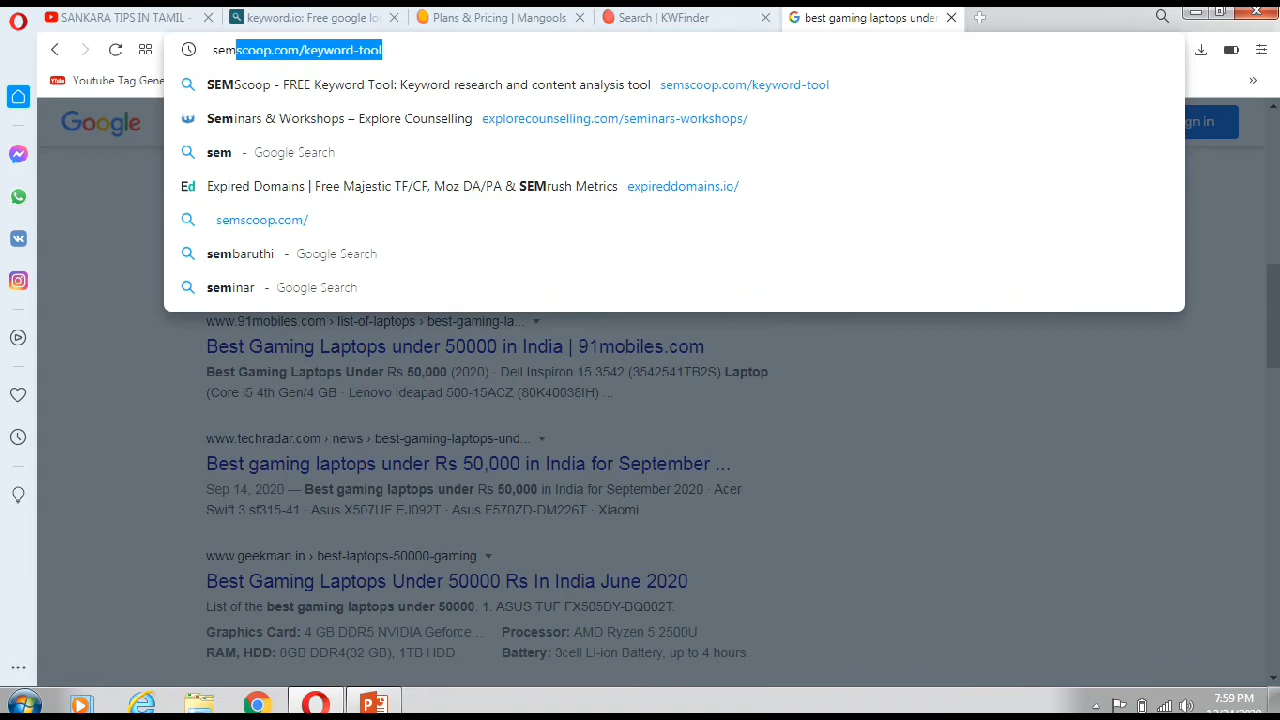 SANKARA TIPS IN TAMIL -
keyword.io: Free google lo
Plans & Pricing | Mangool
Search | KWFinder
best gaming laptops under
semscoop.com/keyword-tool
Youtube Tag Gene
SEMScoop - FREE Keyword Tool: Keyword research and content analysis tool semscoop.com/keyword-tool
Seminars & Workshops – Explore Counselling explorecounselling.com/seminars-workshops/
sem - Google Search
Ed Expired Domains | Free Majestic TF/CF, Moz DA/PA & SEMrush Metrics expireddomains.io/
semscoop.com/
sembaruthi - Google Search
seminar - Google Search
Google
gn in
www.91mobiles.com › list-of-laptops › best-gaming-la...
Best Gaming Laptops under 50000 in India | 91mobiles.com
Best Gaming Laptops Under Rs 50,000 (2020) · Dell Inspiron 15 3542 (3542541TB2S) Laptop
(Core i5 4th Gen/4 GB · Lenovo Ideapad 500-15ACZ (80K40038IH) ...
www.techradar.com › news › best-gaming-laptops-und...
Best gaming laptops under Rs 50,000 in India for September ...
Sep 14, 2020 — Best gaming laptops under Rs 50,000 in India for September 2020 · Acer
Swift 3 sf315-41 · Asus X507UF EJ092T · Asus F570ZD-DM226T · Xiaomi
www.geekman.in › best-laptops-50000-gaming
Best Gaming Laptops Under 50000 Rs In India June 2020
List of the best gaming laptops under 50000. 1. ASUS TUF FX505DY-BQ002T.
Graphics Card: 4 GB DDR5 NVIDIA Geforce... Processor: AMD Ryzen 5 2500U
RAM, HDD: 8GB DDR4(32 GB), 1TB HDD Battery: 3cell Li-ion Battery, up to 4 hours
7:59 PM